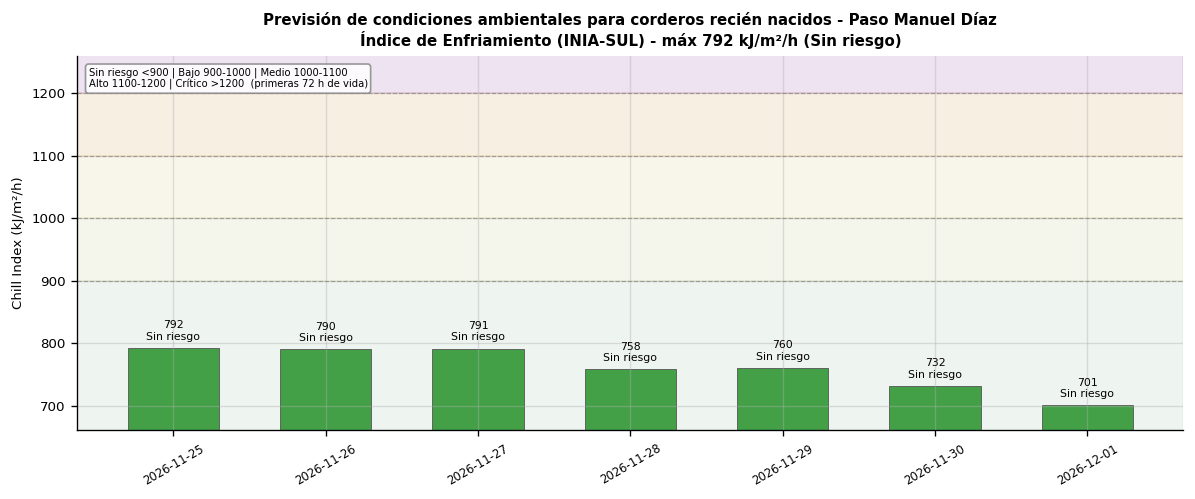 Previsión de condiciones ambientales para corderos recién nacidos - Paso Manuel Díaz
Índice de Enfriamiento (INIA-SUL) - máx 792 kJ/m²/h (Sin riesgo)
Sin riesgo <900 | Bajo 900-1000 | Medio 1000-1100
Alto 1100-1200 | Crítico >1200  (primeras 72 h de vida)
Chill Index (kJ/m²/h)
1200
1100
1000
900
800
700
792
Sin riesgo
790
Sin riesgo
791
Sin riesgo
758
Sin riesgo
760
Sin riesgo
732
Sin riesgo
701
Sin riesgo
2026-11-25
2026-11-26
2026-11-27
2026-11-28
2026-11-29
2026-11-30
2026-12-01